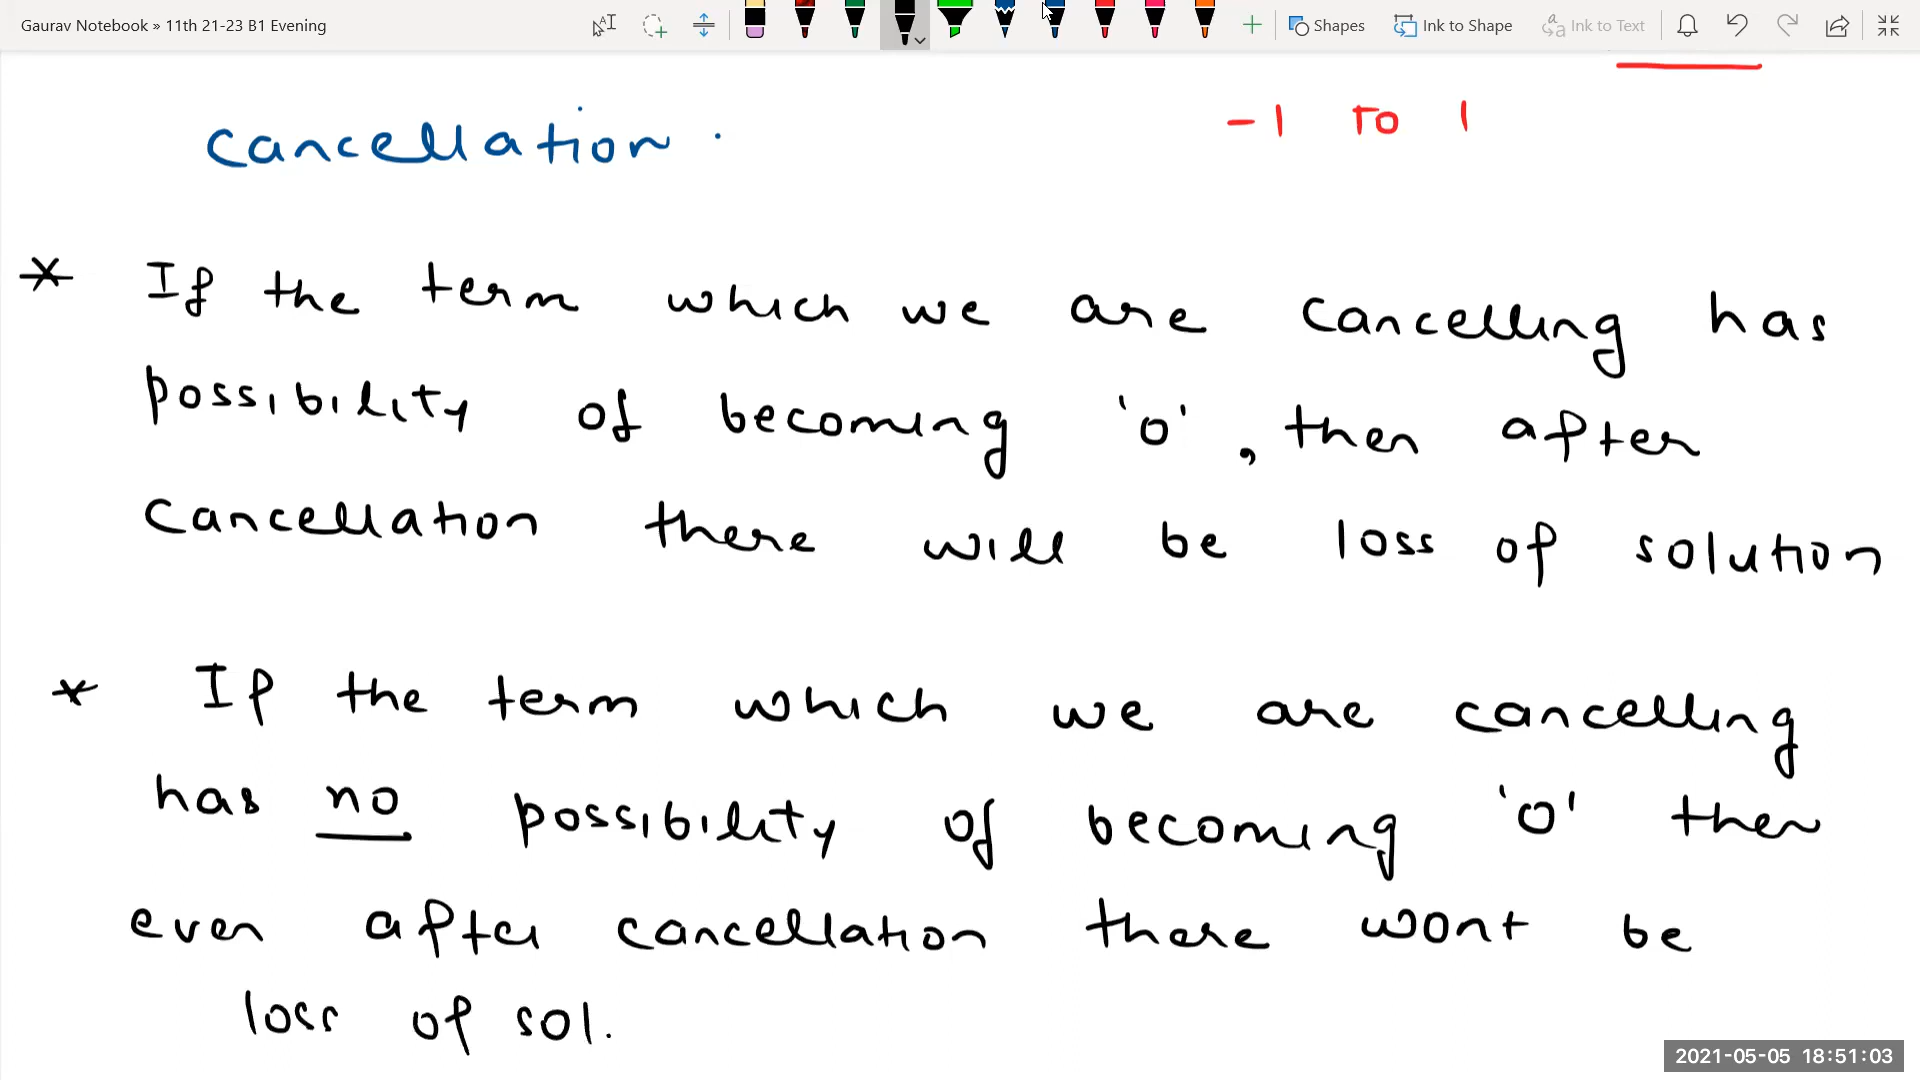 Gaurav Notebook » 11th 21-23 B1 Evening
Shapes
Ink to Shape
Ink to Text
cancellation .
-1 TO 1
* If the term which we are cancelling has
possibility of becoming 'o' , then after
cancellation there will be loss of solution
* If the term which we are cancelling
has no possibility of becoming 'o' then
even after cancellation there wont be
loss of sol.
2021-05-05 18:51:03